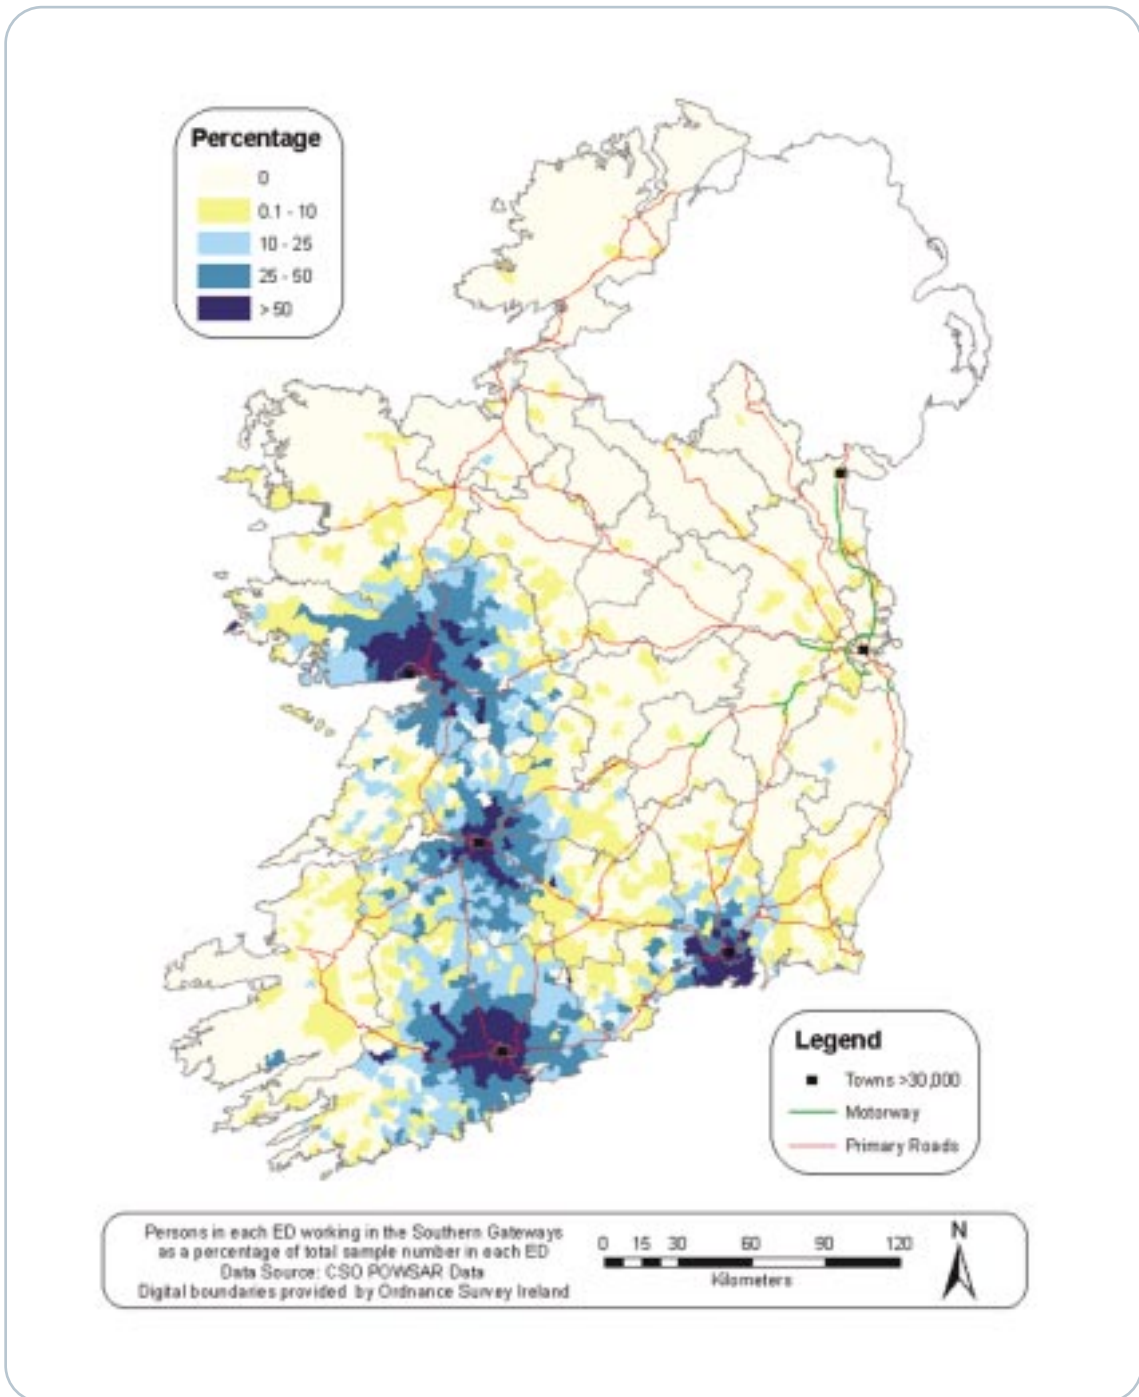 Percentage
0
0.1 - 10
10 - 25
25 - 50
> 50
Legend
Towns >30,000
Motorway
Primary Roads
Persons in each ED working in the Southern Gateways
as a percentage of total sample number in each ED
Data Source: CSO POWSAR Data
Digital boundaries provided by Ordnance Survey Ireland
0 15 30 60 90 120
Kilometers
N